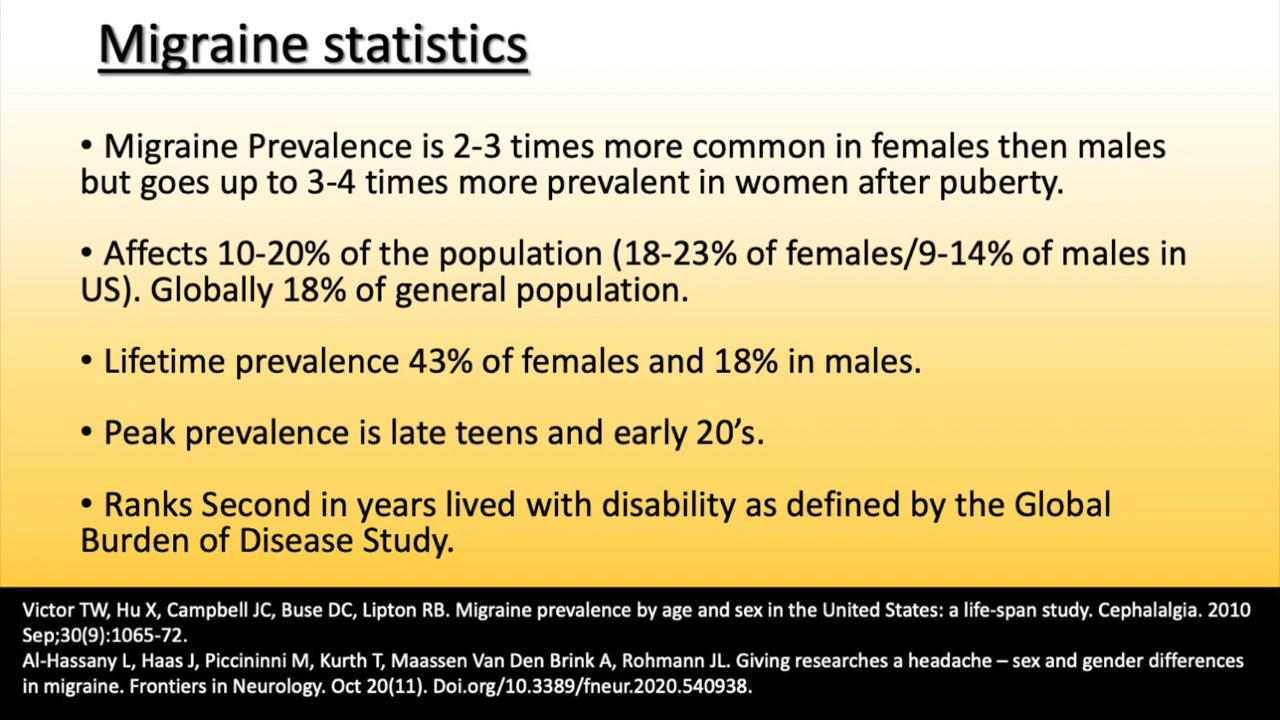 Migraine statistics
• Migraine Prevalence is 2-3 times more common in females then males
but goes up to 3-4 times more prevalent in women after puberty.
• Affects 10-20% of the population (18-23% of females/9-14% of males in
US). Globally 18% of general population.
• Lifetime prevalence 43% of females and 18% in males.
• Peak prevalence is late teens and early 20’s.
• Ranks Second in years lived with disability as defined by the Global
Burden of Disease Study.
Victor TW, Hu X, Campbell JC, Buse DC, Lipton RB. Migraine prevalence by age and sex in the United States: a life-span study. Cephalalgia. 2010
Sep;30(9):1065-72.
Al-Hassany L, Haas J, Piccininni M, Kurth T, Maassen Van Den Brink A, Rohmann JL. Giving researches a headache – sex and gender differences
in migraine. Frontiers in Neurology. Oct 20(11). Doi.org/10.3389/fneur.2020.540938.